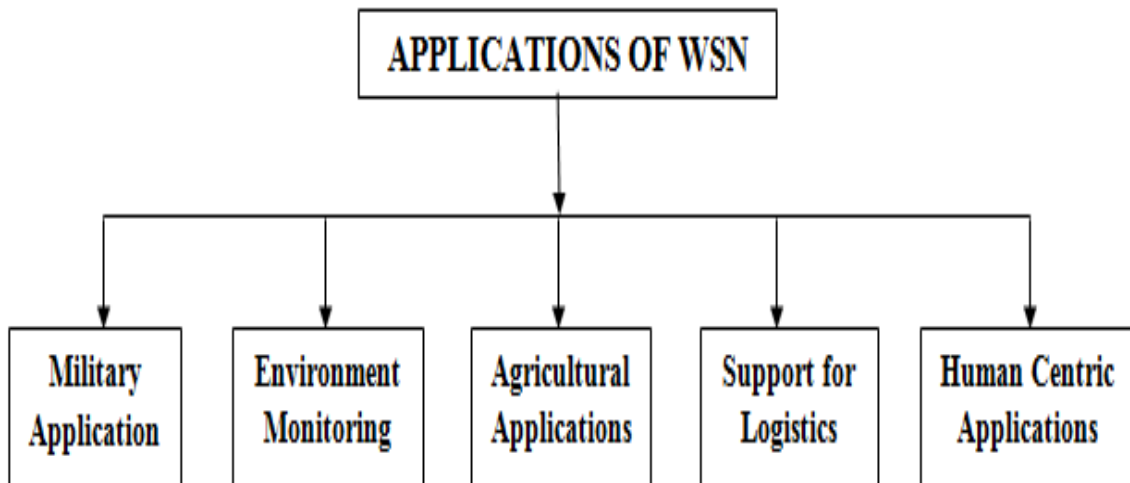 APPLICATIONS OF WSN
Military
Application
Environment
Monitoring
Agricultural
Applications
Support for
Logistics
Human Centric
Applications